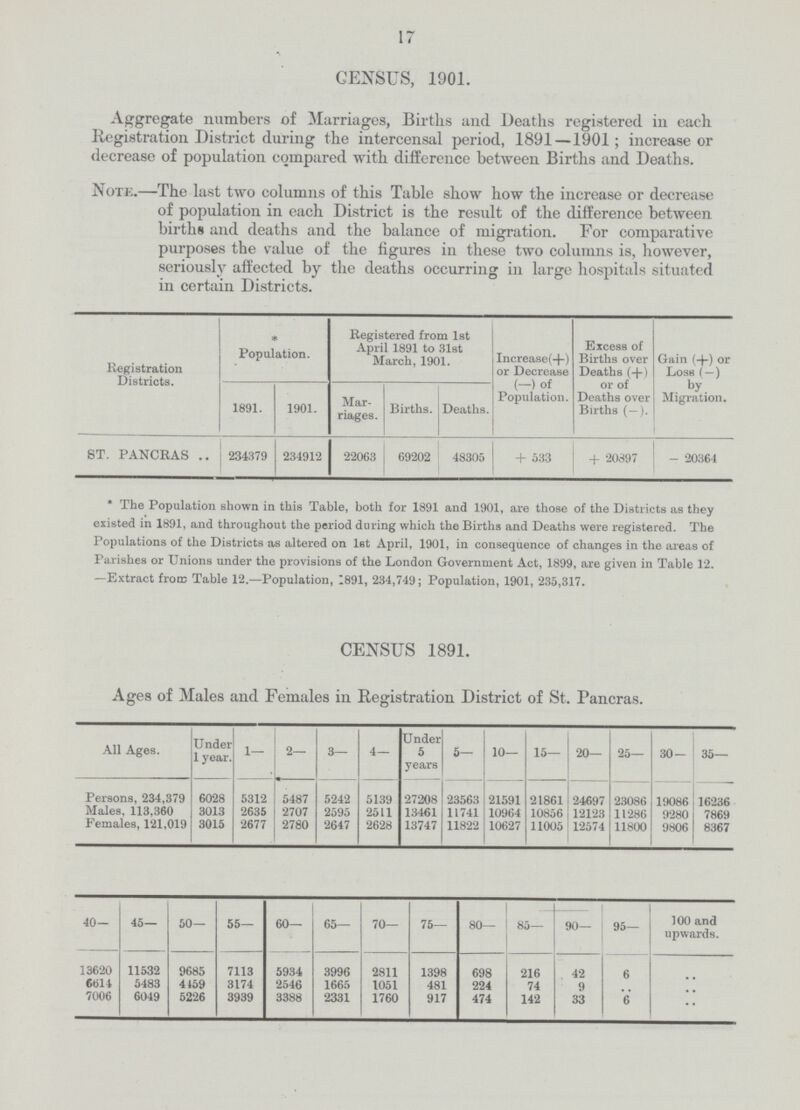 17
CENSUS, 1901.
Aggregate numbers of Marriages, Births and Deaths registered in each
Registration District during the intercensal period, 1891—1901; increase or
decrease of population compared with difference between Births and Deaths.
NOTE.—The last two columns of this Table show how the increase or decrease
of population in each District is the result of the difference between
births and deaths and the balance of migration. For comparative
purposes the value of the figures in these two columns is, however,
seriously affected by the deaths occurring in large hospitals situated
in certain Districts.
Registration Districts. | * Population. | Registered from 1st April 1891 to 31st March, 1901. | Increase(+) or Decrease (—) of Population. | Excess of Births over Deaths (+) or of Deaths over Births (—). | Gain (+) or Loss (—) by Migration.
1891. | 1901. | Mar-riages. | Births. | Deaths.
ST. PANCRAS .. | 234379 | 234912 | 22063 | 69202 | 48305 | + 533 | + 20897 | - 20364
* The Population shown in this Table, both for 1891 and 1901, are those of the Districts as they
existed in 1891, and throughout the period during which the Births and Deaths were registered. The
Populations of the Districts as altered on 1st April, 1901, in consequence of changes in the areas of
Parishes or Unions under the provisions of the London Government Act, 1899, are given in Table 12.
—Extract from Table 12.—Population, 1891, 234,749; Population, 1901, 235,317.
CENSUS 1891.
Ages of Males and Females in Registration District of St. Pancras.
All Ages. | Under 1 year. | 1— | 2— | 3— | 4— | Under 5 years | 5— | 10— | 15— | 20— | 25— | 30— | 35—
Persons, 234,379 | 6028 | 5312 | 5487 | 5242 | 5139 | 27208 | 23563 | 21591 | 21861 | 24697 | 23086 | 19086 | 16236
Males, 113,360 | 3013 | 2635 | 2707 | 2595 | 2511 | 13461 | 11741 | 10964 | 10856 | 12123 | 11286 | 9280 | 7869
Females, 121,019 | 3015 | 2677 | 2780 | 2647 | 2628 | 13747 | 11822 | 10627 | 11005 | 12574 | 11800 | 9806 | 8367
40— | 45— | 50— | 55— | 60— | 65— | 70— | 75— | 80— | 85— | 90— | 95— | 100 and upwards.
13620 | 11532 | 9685 | 7113 | 5934 | 3996 | 2811 | 1398 | 698 | 216 | 42 | 6 | ..
6614 | 5483 | 4459 | 3174 | 2546 | 1665 | 1051 | 481 | 224 | 74 | 9 | .. | ..
7006 | 6049 | 5226 | 3939 | 3388 | 2331 | 1760 | 917 | 474 | 142 | 33 | 6 | ..